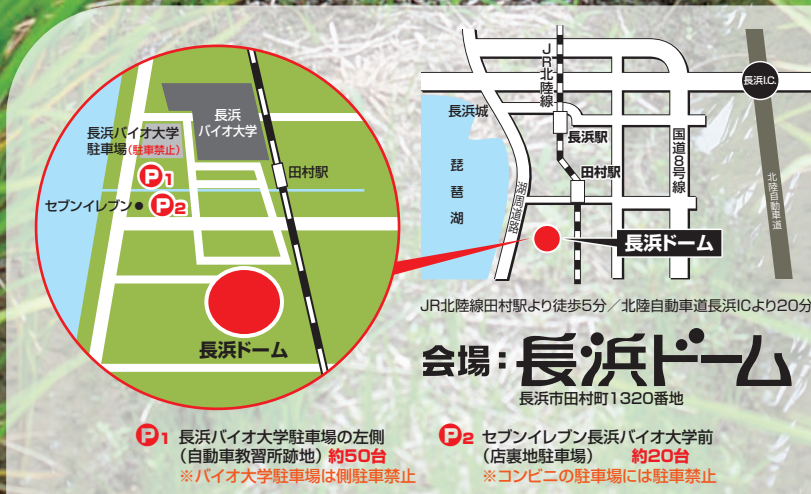 長浜
バイオ大学
長浜バイオ大学
駐車場(駐車禁止)
P1
田村駅
セブンイレブン
P2
長浜ドーム
JR北陸線
長浜I.C.
長浜城
長浜駅
国道8号線
琵琶湖
田村駅
湖周道路
北陸自動車道
長浜ドーム
JR北陸線田村駅より徒歩5分／北陸自動車道長浜ICより20分
会場：長浜ドーム
長浜市田村町1320番地
P1 長浜バイオ大学駐車場の左側
(自動車教習所跡地) 約50台
※バイオ大学駐車場は側駐車禁止
P2 セブンイレブン長浜バイオ大学前
(店裏地駐車場) 約20台
※コンビニの駐車場には駐車禁止